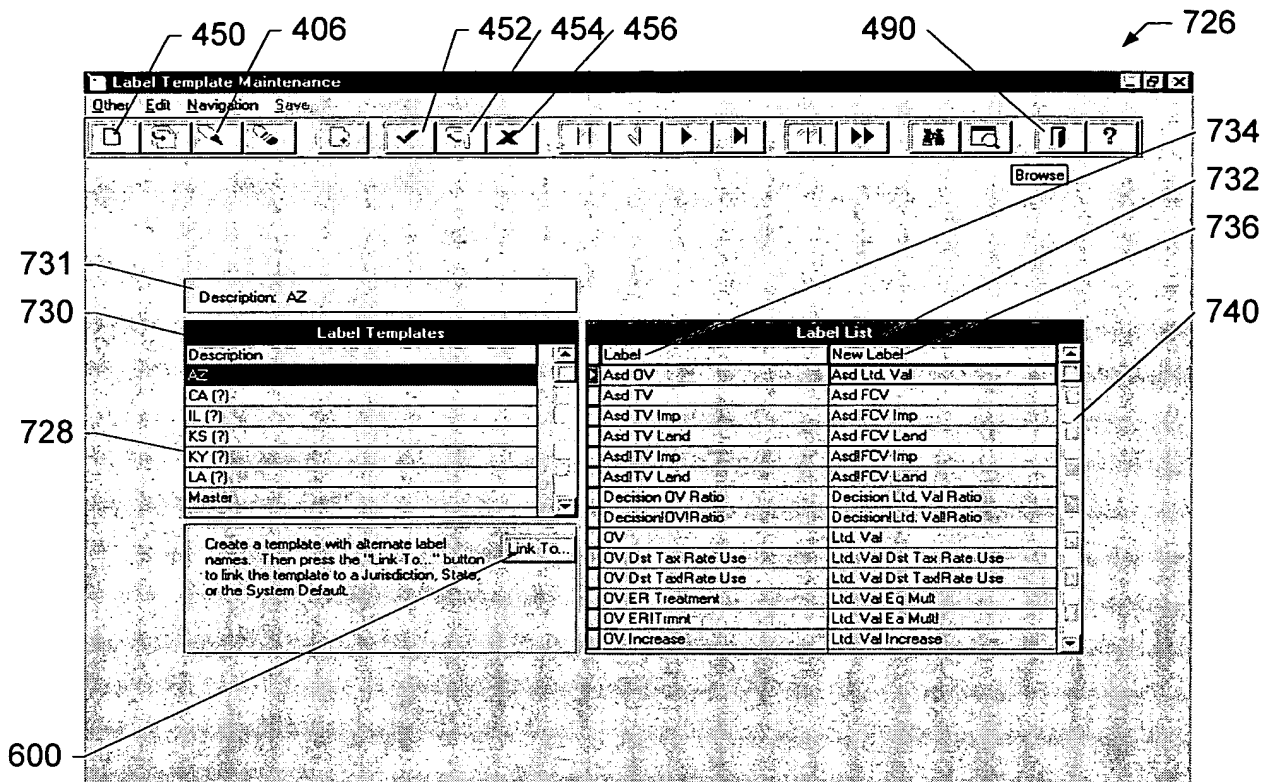 450 406 452 454 456 490 726
Label Template Maintenance
Other Edit Navigation Save
?
734
Browse
732
736
731
Description: AZ
730
740
Label Templates
Description
AZ
CA (?)
IL (?)
KS (?)
728
KY (?)
LA (?)
Master
Label List
Label New Label
Asd OV Asd Ltd. Val
Asd TV Asd FCV
Asd TV Imp Asd FCV Imp
Asd TV Land Asd FCV Land
Asd!TV Imp Asd!FCV Imp
Asd!TV Land Asd!FCV Land
Decision OV Ratio Decision Ltd. Val Ratio
Decision!OV!Ratio Decision!Ltd. Val!Ratio
OV Ltd. Val
OV Dst Tax Rate Use Ltd. Val Dst Tax Rate Use
OV Dst Tax!Rate Use Ltd. Val Dst Tax!Rate Use
OV ER Treatment Ltd. Val Eq Mult
OV ER!Trmnt Ltd. Val Eq Mult!
OV Increase Ltd. Val Increase
Create a template with alternate label
names. Then press the "Link-To..." button
to link the template to a Jurisdiction, State,
or the System Default.
Link To...
600